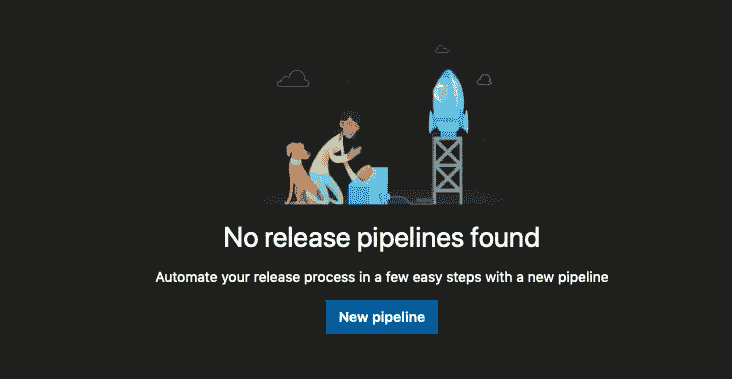 No release pipelines found
Automate your release process in a few easy steps with a new pipeline
New pipeline